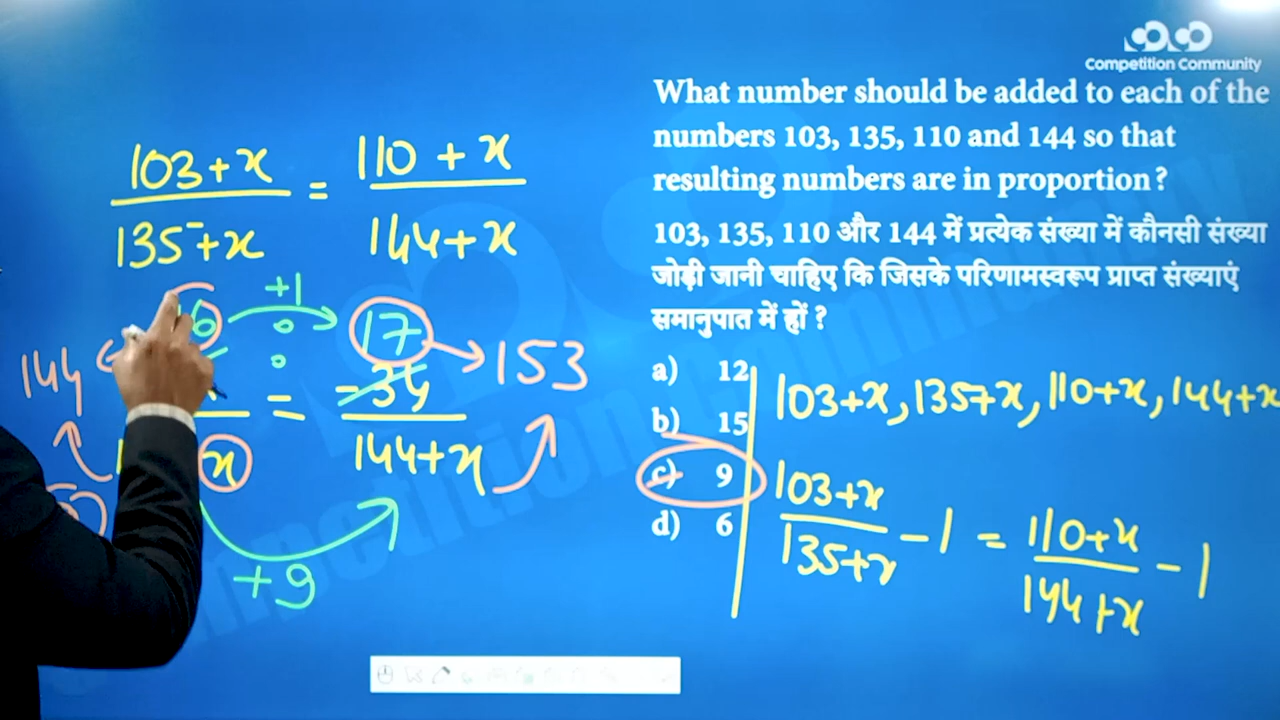 Competition Community
What number should be added to each of the
numbers 103, 135, 110 and 144 so that
resulting numbers are in proportion?
103, 135, 110 और 144 में प्रत्येक संख्या में कौनसी संख्या
जोड़ी जानी चाहिए कि जिसके परिणामस्वरूप प्राप्त संख्याएं
समानुपात में हों ?
a) 12
b) 15
c) 9
d) 6
103+x = 110+x
135+x 144+x
+1
17
144
153
= -34
x 144+x
+9
103+x, 135+x, 110+x, 144+x
103+x - 1 = 110+x - 1
135+x 144+x
Competition Community